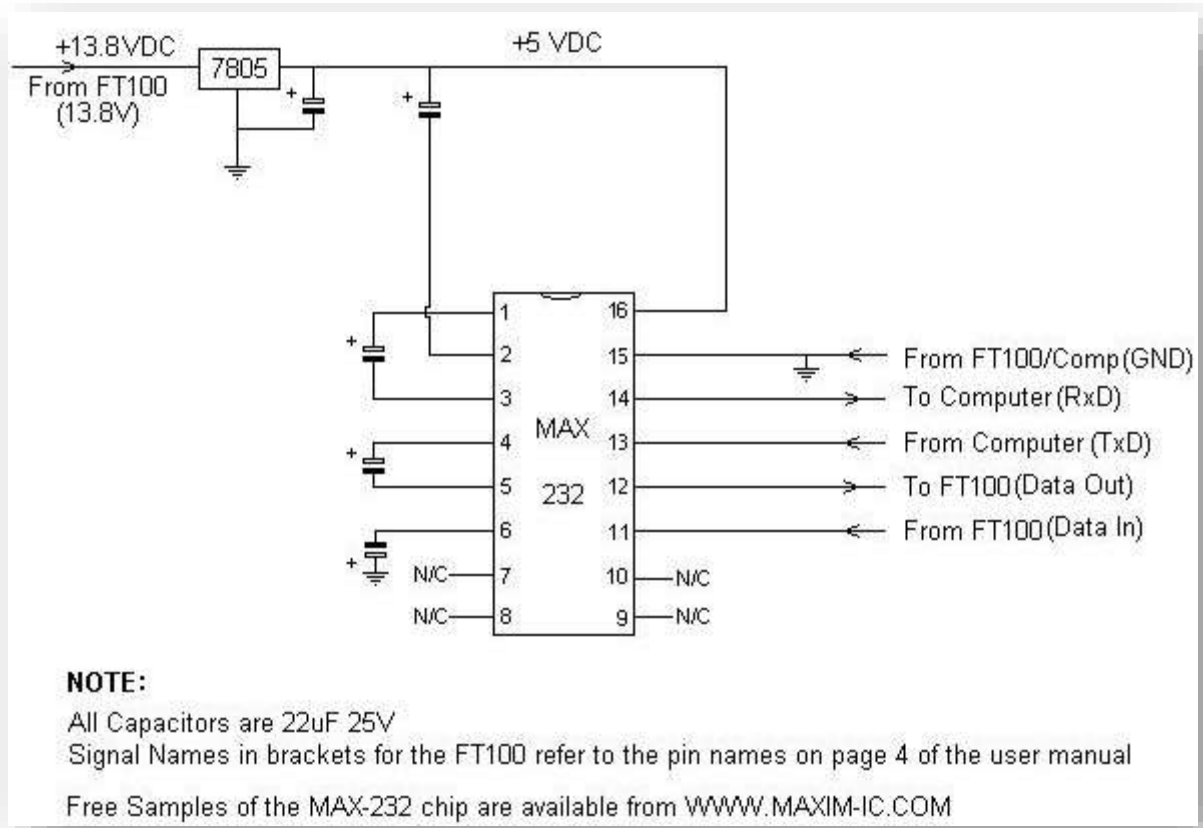 +13.8VDC
From FT100
(13.8V)
7805
+5 VDC
+
+
1
16
+
2
15
From FT100/Comp(GND)
3
14
To Computer(RxD)
MAX
+
4
13
From Computer (TxD)
5
232
12
To FT100(Data Out)
6
11
From FT100(Data In)
+
N/C
7
10
N/C
N/C
8
9
N/C
NOTE:
All Capacitors are 22uF 25V
Signal Names in brackets for the FT100 refer to the pin names on page 4 of the user manual
Free Samples of the MAX-232 chip are available from WWW.MAXIM-IC.COM